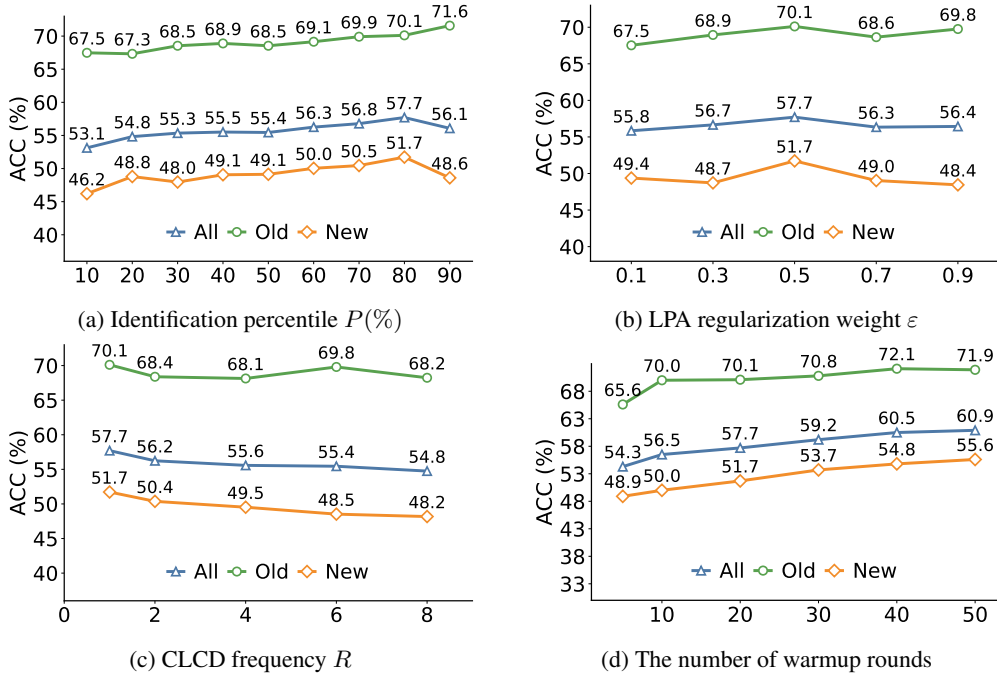 ACC (%)
70
65
60
55
50
45
40
67.5 67.3 68.5 68.9 68.5 69.1 69.9 70.1 71.6
53.1 54.8 55.3 55.5 55.4 56.3 56.8 57.7 56.1
46.2 48.8 48.0 49.1 49.1 50.0 50.5 51.7 48.6
All Old New
10 20 30 40 50 60 70 80 90
(a) Identification percentile P(%)
ACC (%)
70
65
60
55
50
45
40
67.5 68.9 70.1 68.6 69.8
55.8 56.7 57.7 56.3 56.4
49.4 48.7 51.7 49.0 48.4
All Old New
0.1 0.3 0.5 0.7 0.9
(b) LPA regularization weight ε
ACC (%)
70
65
60
55
50
45
40
70.1 68.4 68.1 69.8 68.2
57.7 56.2 55.6 55.4 54.8
51.7 50.4 49.5 48.5 48.2
All Old New
0 2 4 6 8
(c) CLCD frequency R
ACC (%)
68
63
58
53
48
43
38
33
65.6 70.0 70.1 70.8 72.1 71.9
54.3 56.5 57.7 59.2 60.5 60.9
48.9 50.0 51.7 53.7 54.8 55.6
All Old New
10 20 30 40 50
(d) The number of warmup rounds